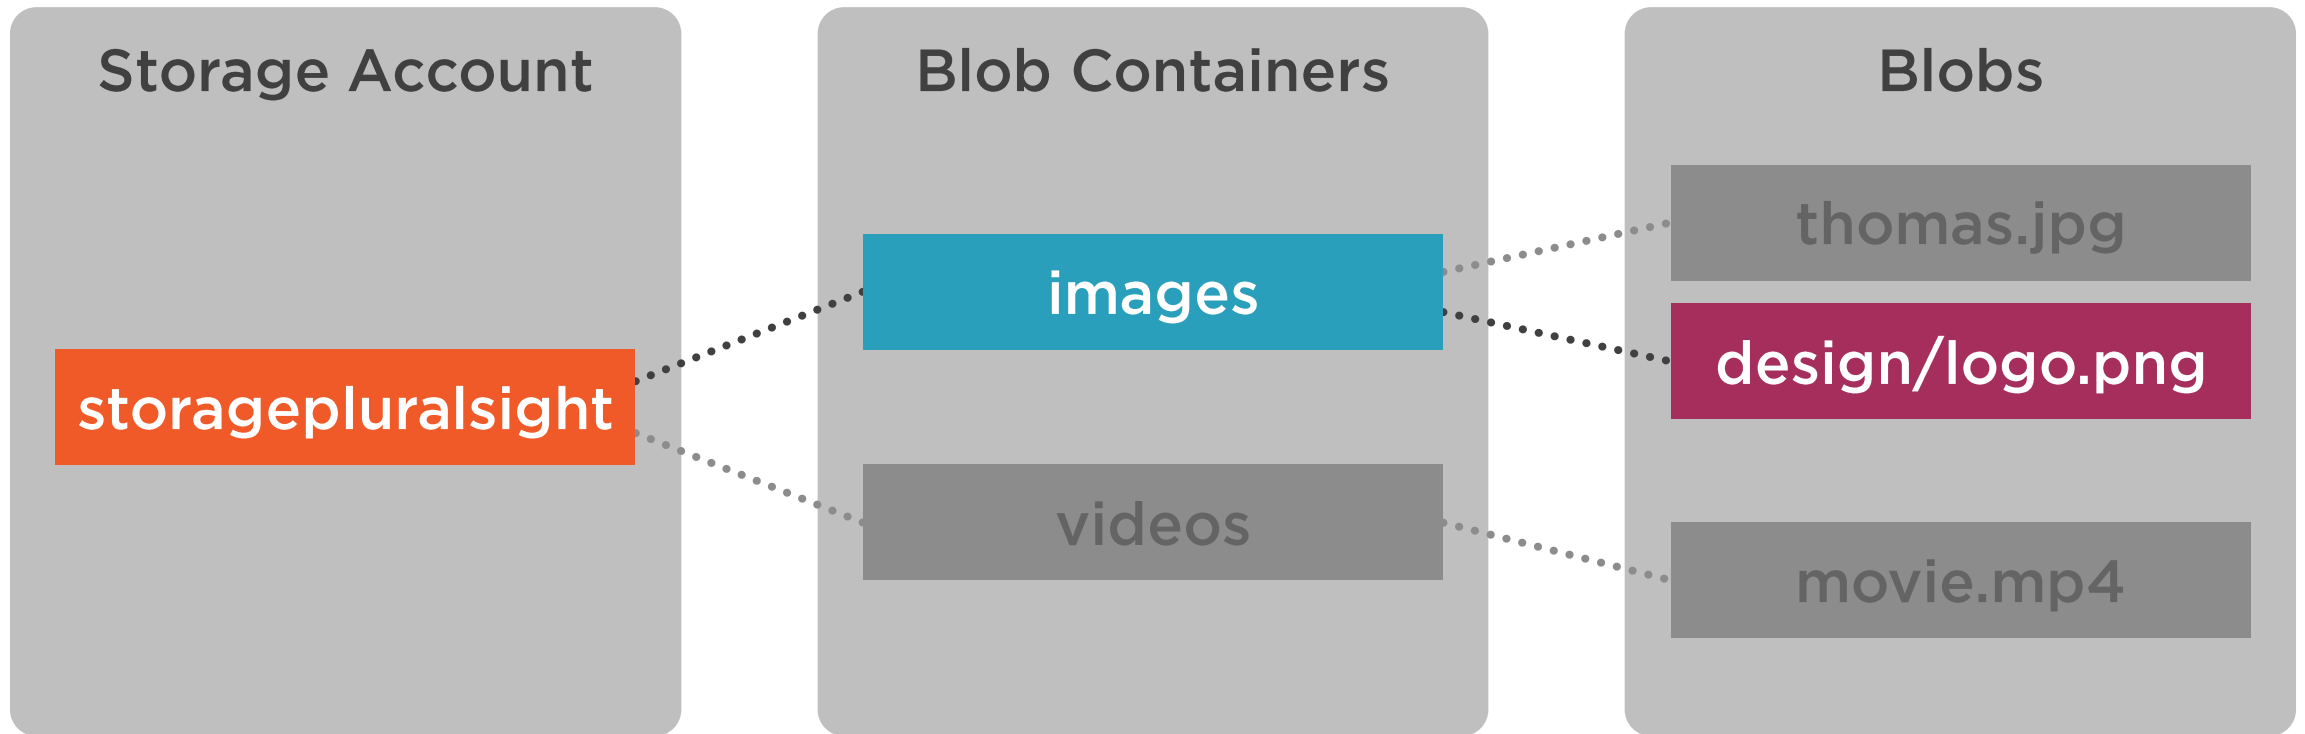 Storage Account
storagepluralsight
Blob Containers
images
videos
Blobs
thomas.jpg
design/logo.png
movie.mp4